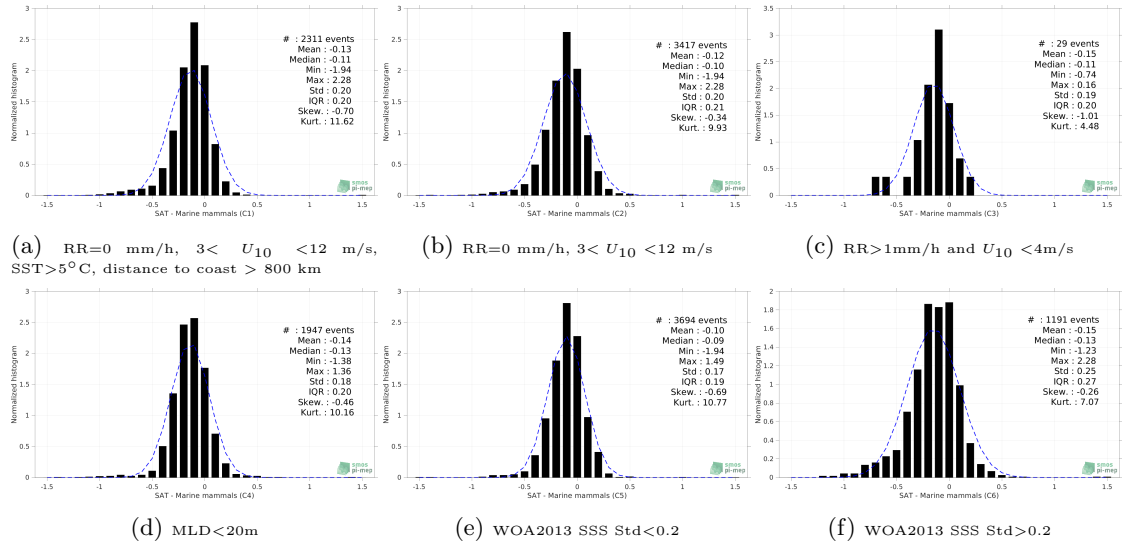 3
2.5
2
1.5
1
0.5
0
-1.5 -1 -0.5 0 0.5 1 1.5
Normalized histogram
SAT - Marine mammals (C1)
# : 2311 events
Mean : -0.13
Median : -0.11
Min : -1.94
Max : 2.28
Std : 0.20
IQR : 0.20
Skew. : -0.70
Kurt. : 11.62
smos
pi-mep
(a) RR=0 mm/h, 3< U10 <12 m/s,
SST>5°C, distance to coast > 800 km
3
2.5
2
1.5
1
0.5
0
-1.5 -1 -0.5 0 0.5 1 1.5
Normalized histogram
SAT - Marine mammals (C2)
# : 3417 events
Mean : -0.12
Median : -0.10
Min : -1.94
Max : 2.28
Std : 0.20
IQR : 0.21
Skew. : -0.34
Kurt. : 9.93
smos
pi-mep
(b) RR=0 mm/h, 3< U10 <12 m/s
3.5
3
2.5
2
1.5
1
0.5
0
-1.5 -1 -0.5 0 0.5 1 1.5
Normalized histogram
SAT - Marine mammals (C3)
# : 29 events
Mean : -0.15
Median : -0.11
Min : -0.74
Max : 0.16
Std : 0.19
IQR : 0.20
Skew. : -1.01
Kurt. : 4.48
smos
pi-mep
(c) RR>1mm/h and U10 <4m/s
3
2.5
2
1.5
1
0.5
0
-1.5 -1 -0.5 0 0.5 1 1.5
Normalized histogram
SAT - Marine mammals (C4)
# : 1947 events
Mean : -0.14
Median : -0.13
Min : -1.38
Max : 1.36
Std : 0.18
IQR : 0.20
Skew. : -0.46
Kurt. : 10.16
smos
pi-mep
(d) MLD<20m
3
2.5
2
1.5
1
0.5
0
-1.5 -1 -0.5 0 0.5 1 1.5
Normalized histogram
SAT - Marine mammals (C5)
# : 3694 events
Mean : -0.10
Median : -0.09
Min : -1.94
Max : 1.49
Std : 0.17
IQR : 0.19
Skew. : -0.69
Kurt. : 10.77
smos
pi-mep
(e) WOA2013 SSS Std<0.2
2
1.8
1.6
1.4
1.2
1
0.8
0.6
0.4
0.2
0
-1.5 -1 -0.5 0 0.5 1 1.5
Normalized histogram
SAT - Marine mammals (C6)
# : 1191 events
Mean : -0.15
Median : -0.13
Min : -1.23
Max : 2.28
Std : 0.25
IQR : 0.27
Skew. : -0.26
Kurt. : 7.07
smos
pi-mep
(f) WOA2013 SSS Std>0.2